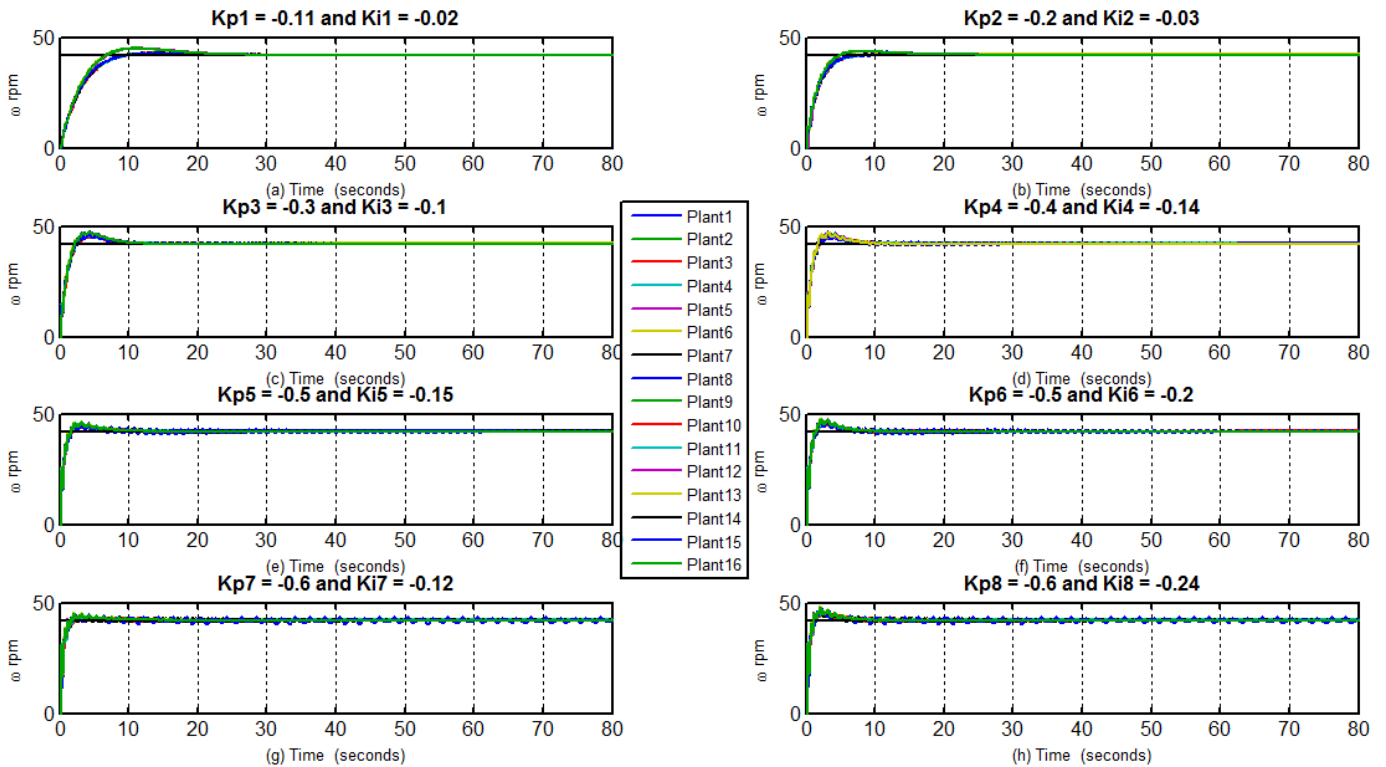 Kp1 = -0.11 and Ki1 = -0.02
50
0
ω rpm
0 10 20 30 40 50 60 70 80
(a) Time (seconds)
Kp2 = -0.2 and Ki2 = -0.03
50
0
ω rpm
0 10 20 30 40 50 60 70 80
(b) Time (seconds)
Kp3 = -0.3 and Ki3 = -0.1
50
0
ω rpm
0 10 20 30 40 50 60 70 80
(c) Time (seconds)
Plant1
Plant2
Plant3
Plant4
Plant5
Plant6
Plant7
Plant8
Plant9
Plant10
Plant11
Plant12
Plant13
Plant14
Plant15
Plant16
Kp4 = -0.4 and Ki4 = -0.14
50
0
ω rpm
0 10 20 30 40 50 60 70 80
(d) Time (seconds)
Kp5 = -0.5 and Ki5 = -0.15
50
0
ω rpm
0 10 20 30 40 50 60 70 80
(e) Time (seconds)
Kp6 = -0.5 and Ki6 = -0.2
50
0
ω rpm
0 10 20 30 40 50 60 70 80
(f) Time (seconds)
Kp7 = -0.6 and Ki7 = -0.12
50
0
ω rpm
0 10 20 30 40 50 60 70 80
(g) Time (seconds)
Kp8 = -0.6 and Ki8 = -0.24
50
0
ω rpm
0 10 20 30 40 50 60 70 80
(h) Time (seconds)